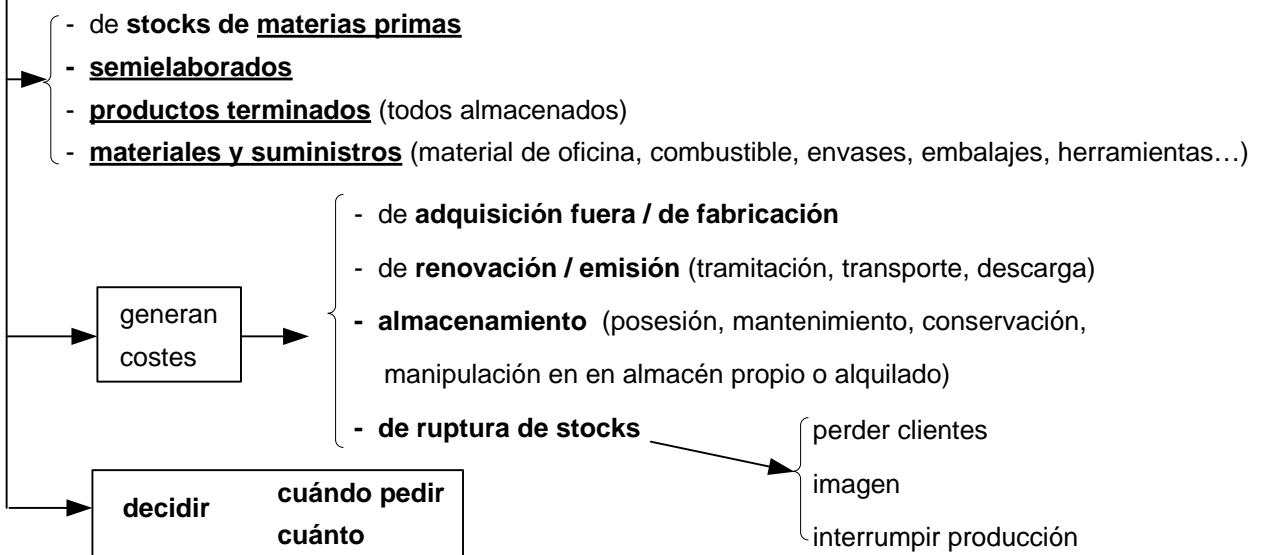 - de stocks de materias primas
- semielaborados
- productos terminados (todos almacenados)
- materiales y suministros (material de oficina, combustible, envases, embalajes, herramientas…)
- de adquisición fuera / de fabricación
- de renovación / emisión (tramitación, transporte, descarga)
generan
costes
- almacenamiento (posesión, mantenimiento, conservación,
manipulación en en almacén propio o alquilado)
- de ruptura de stocks
perder clientes
imagen
interrumpir producción
decidir
cuándo pedir
cuánto